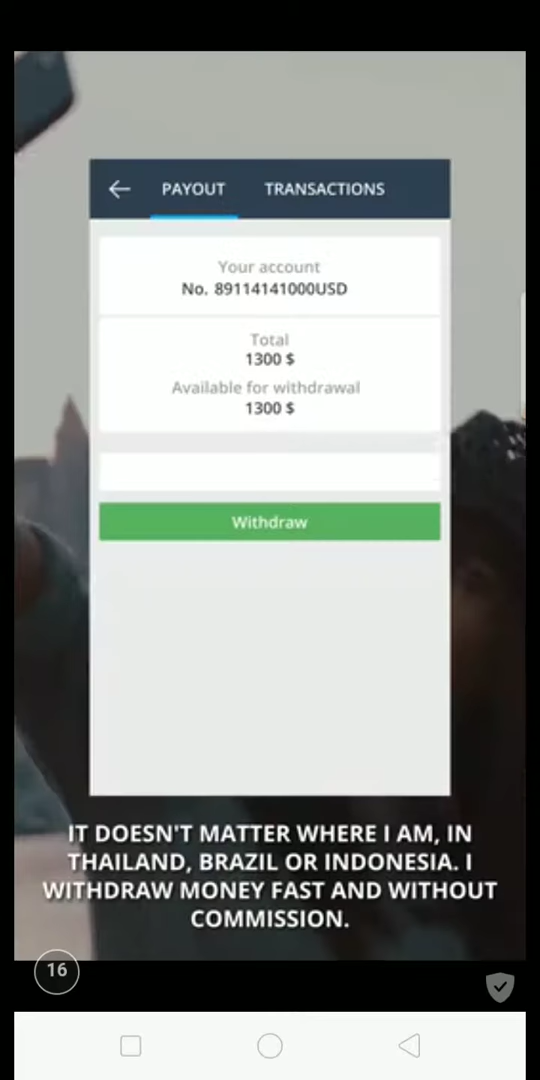 PAYOUT TRANSACTIONS
Your account
No. 89114141000USD
Total
1300 $
Available for withdrawal
1300 $
Withdraw
IT DOESN'T MATTER WHERE I AM, IN
THAILAND, BRAZIL OR INDONESIA. I
WITHDRAW MONEY FAST AND WITHOUT
COMMISSION.
16